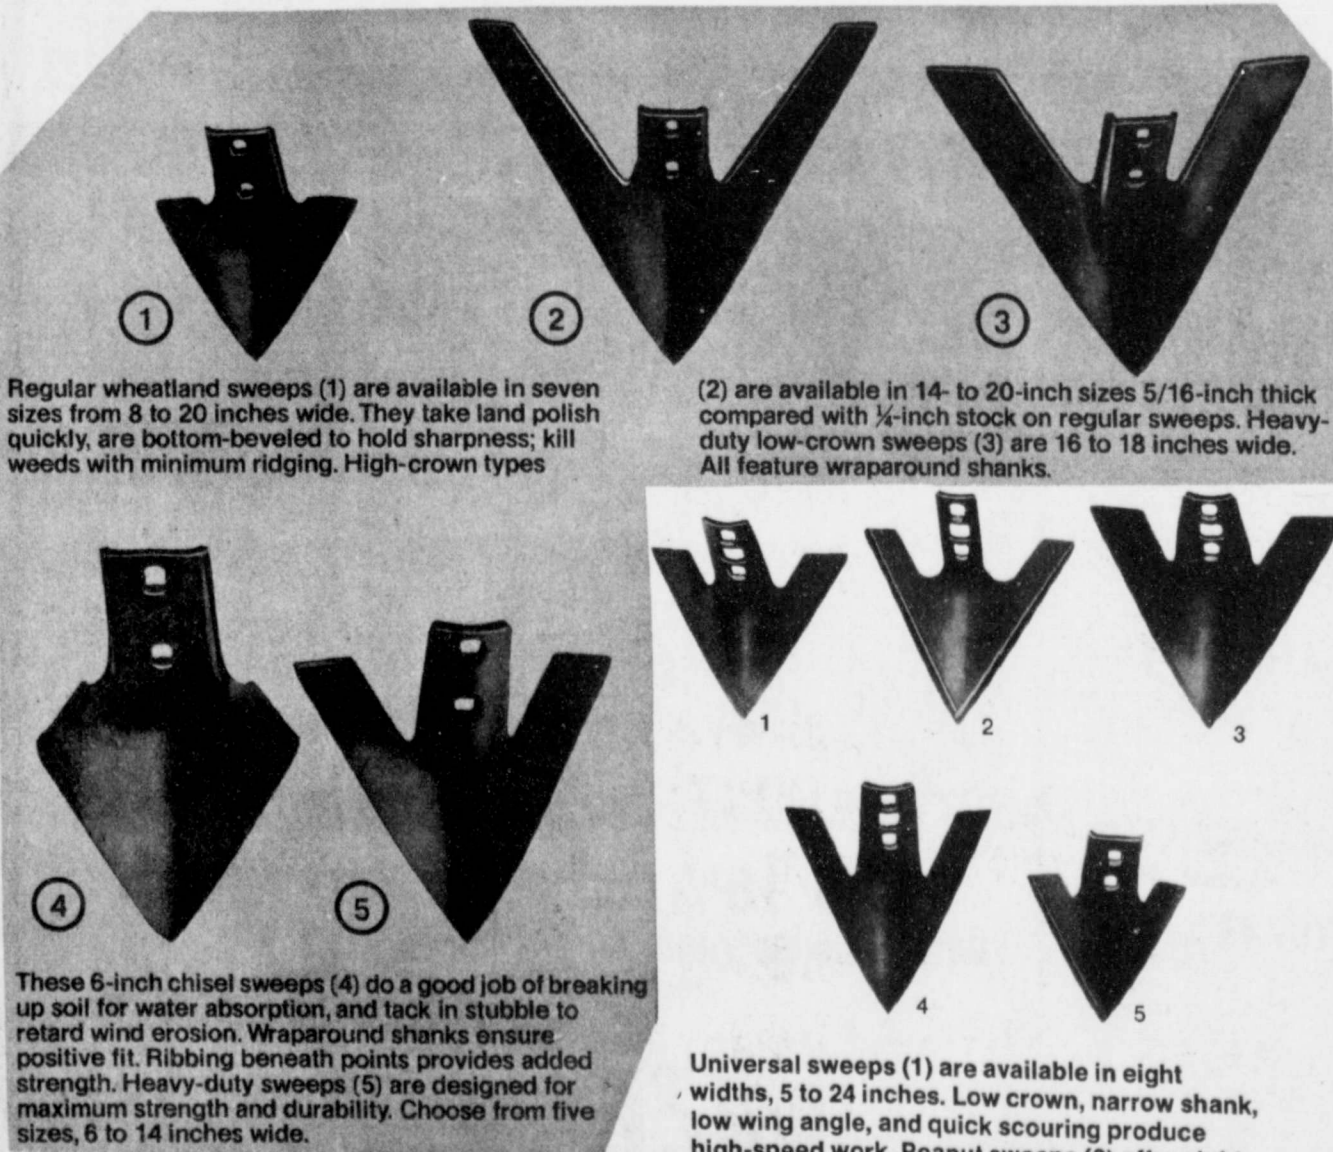 1
2
3
Regular wheatland sweeps (1) are available in seven
sizes from 8 to 20 inches wide. They take land polish
quickly, are bottom-beveled to hold sharpness; kill
weeds with minimum ridging. High-crown types
(2) are available in 14- to 20-inch sizes 5/16-inch thick
compared with ¼-inch stock on regular sweeps. Heavy-
duty low-crown sweeps (3) are 16 to 18 inches wide.
All feature wraparound shanks.
4
5
These 6-inch chisel sweeps (4) do a good job of breaking
up soil for water absorption, and tack in stubble to
retard wind erosion. Wraparound shanks ensure
positive fit. Ribbing beneath points provides added
strength. Heavy-duty sweeps (5) are designed for
maximum strength and durability. Choose from five
sizes, 6 to 14 inches wide.
1
2
3
4
5
Universal sweeps (1) are available in eight
widths, 5 to 24 inches. Low crown, narrow shank,
low wing angle, and quick scouring produce
high-speed work. Peanut sweeps